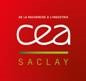 DE LA RECHERCHE À L'INDUSTRIE
cea
SACLAY